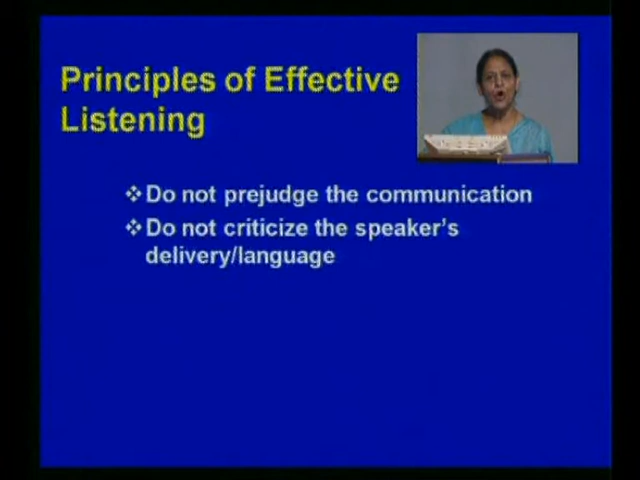 Principles of Effective
Listening
❖Do not prejudge the communication
❖Do not criticize the speaker's
delivery/language